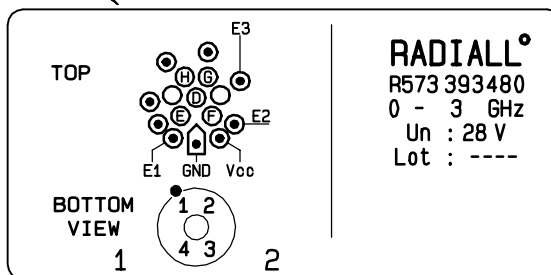 E3
TOP
H G
D
E F
E2
E1 GND Vcc
BOTTOM
VIEW
1 2
4 3
1 2
RADIALL°
R573 393480
0 - 3 GHz
Un : 28 V
Lot : ----